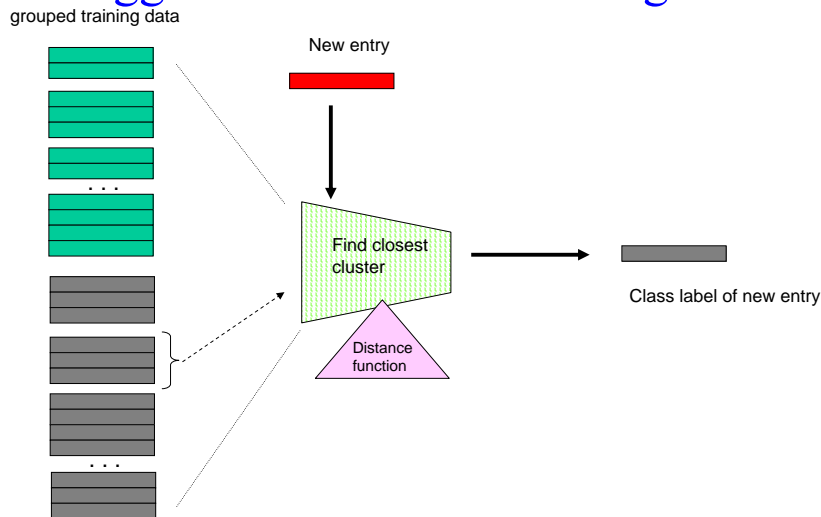 grouped training data
New entry
. . .
Find closest
cluster
Class label of new entry
Distance
function
. . .